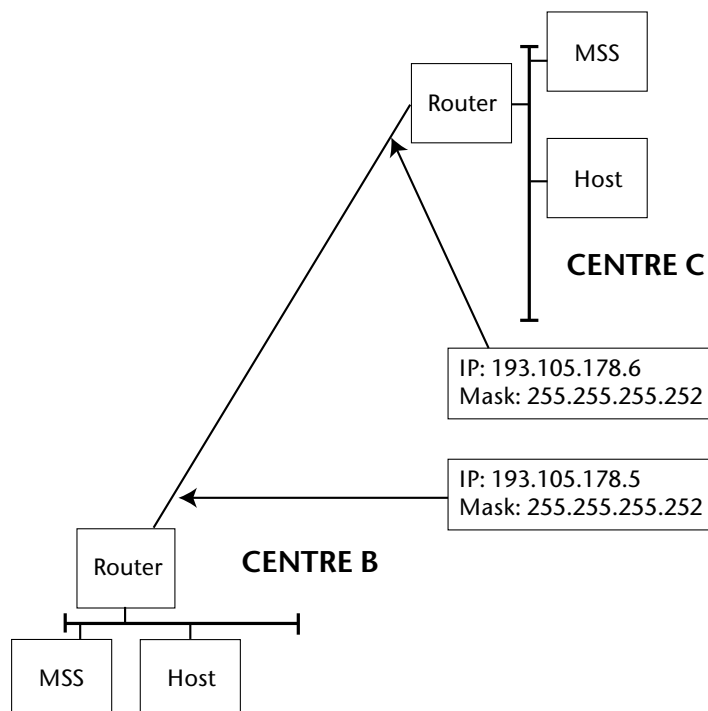 MSS
Router
Host
CENTRE C
IP: 193.105.178.6
Mask: 255.255.255.252
IP: 193.105.178.5
Mask: 255.255.255.252
Router
CENTRE B
MSS
Host